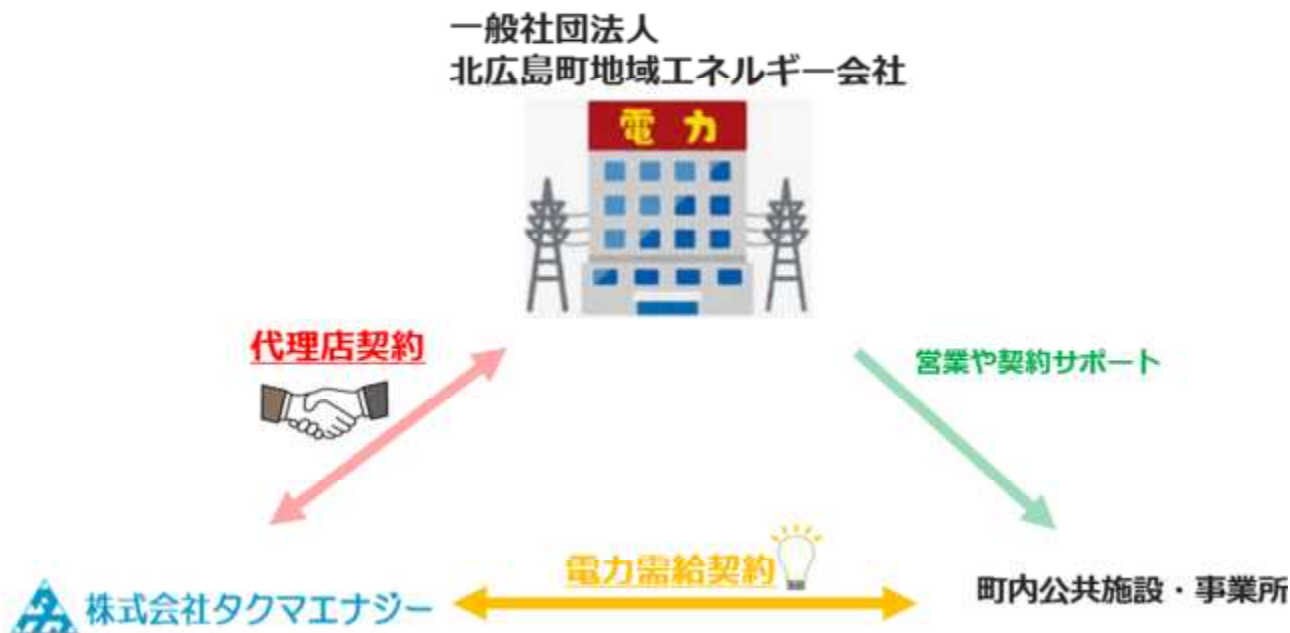 一般社団法人
北広島町地域エネルギー会社
電力
代理店契約
営業や契約サポート
電力需給契約
株式会社タクマエナジー
町内公共施設・事業所